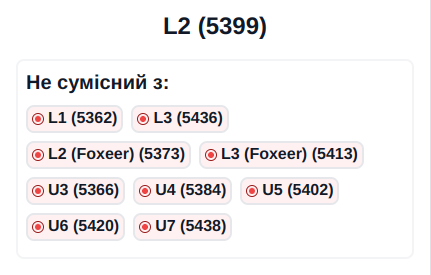 L2 (5399)
Не сумісний з:
L1 (5362) L3 (5436)
L2 (Foxeer) (5373) L3 (Foxeer) (5413)
U3 (5366) U4 (5384) U5 (5402)
U6 (5420) U7 (5438)